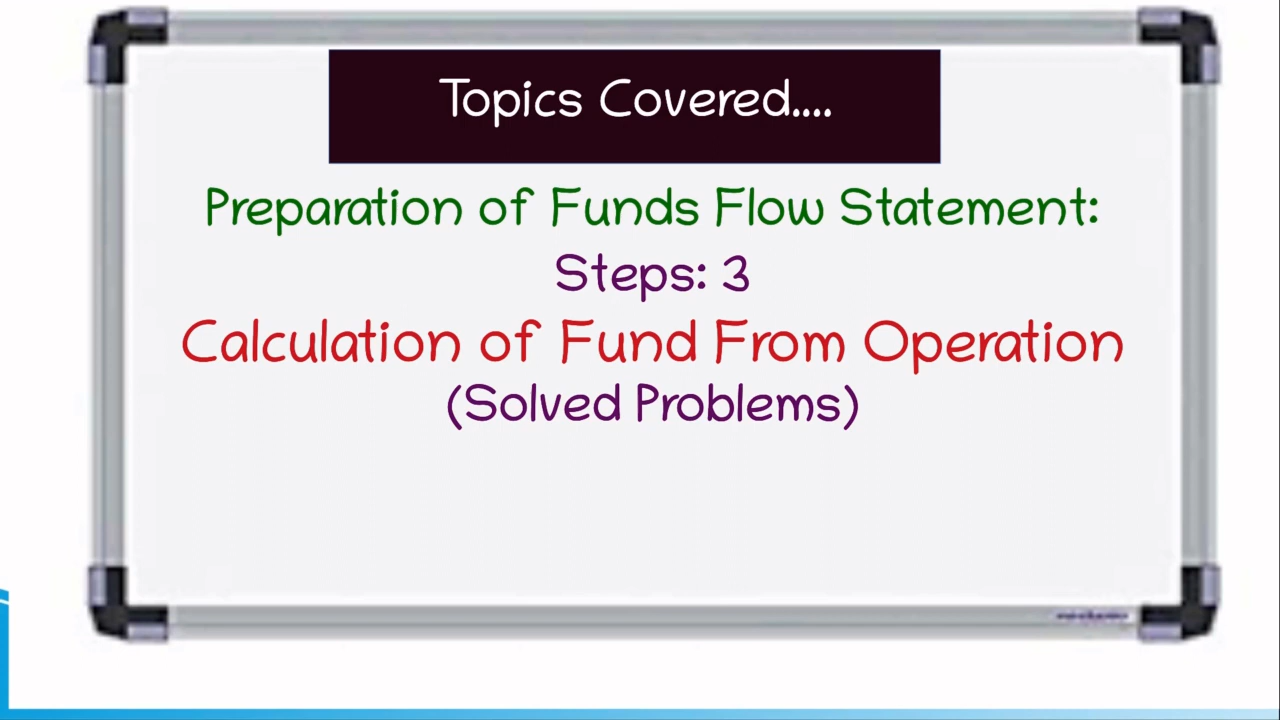 Topics Covered....
Preparation of Funds Flow Statement:
Steps: 3
Calculation of Fund From Operation
(Solved Problems)